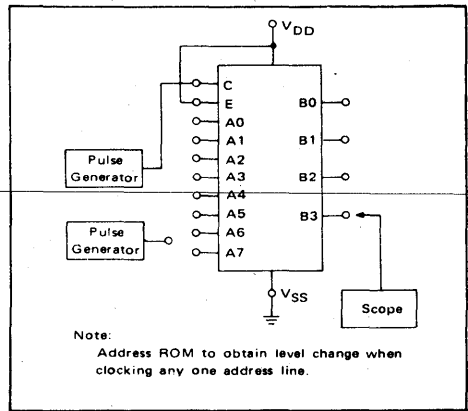 VDD
C
E
A0
B0
A1
B1
A2
Pulse
Generator
A3
B2
A4
Pulse
Generator
A5
B3
A6
A7
VSS
Scope
Note:
Address ROM to obtain level change when
clocking any one address line.